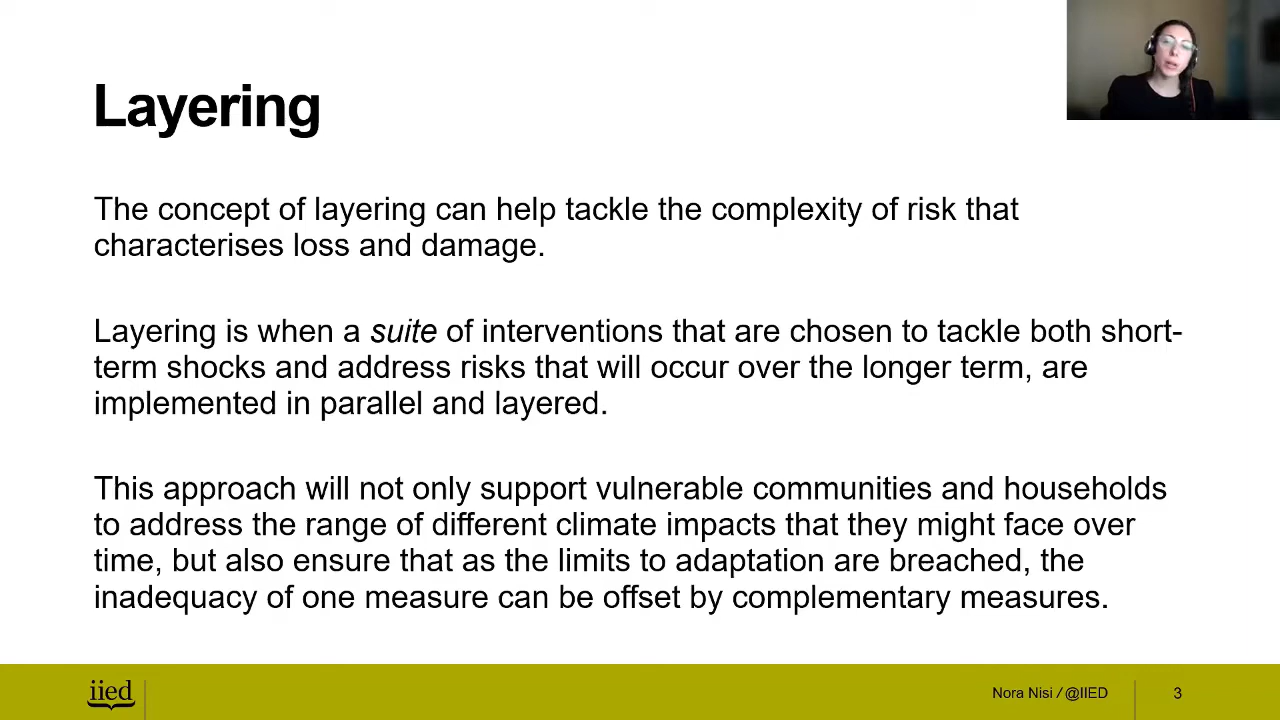 Layering
The concept of layering can help tackle the complexity of risk that
characterises loss and damage.
Layering is when a suite of interventions that are chosen to tackle both short-
term shocks and address risks that will occur over the longer term, are
implemented in parallel and layered.
This approach will not only support vulnerable communities and households
to address the range of different climate impacts that they might face over
time, but also ensure that as the limits to adaptation are breached, the
inadequacy of one measure can be offset by complementary measures.
iied
Nora Nisi / @IIED
3